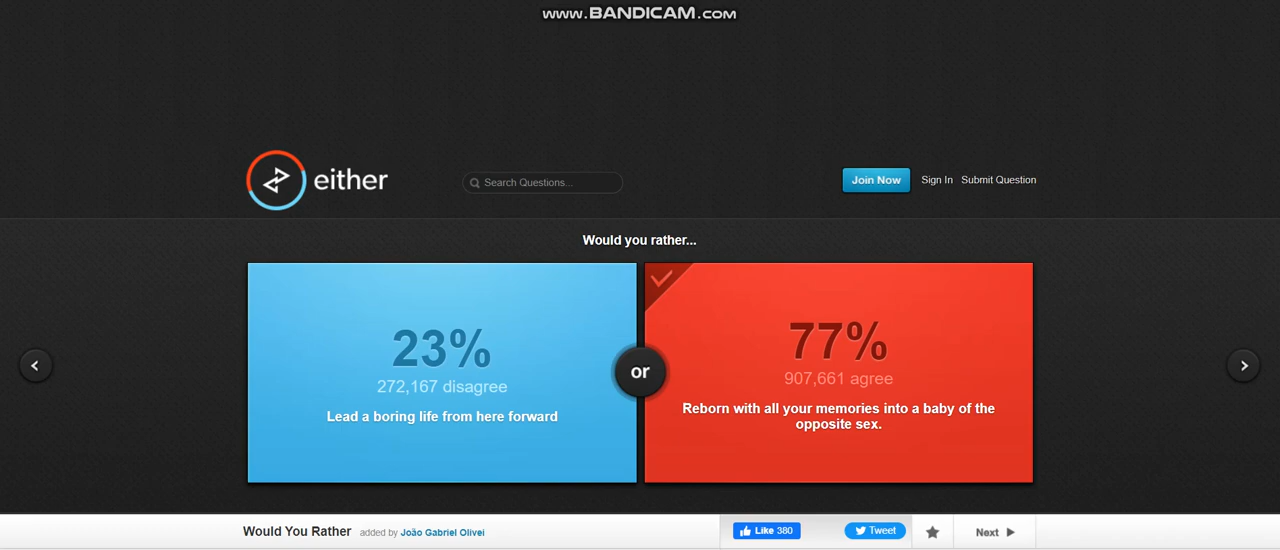 www.BANDICAM.com
either
Search Questions...
Join Now
Sign In
Submit Question
Would you rather...
23%
272,167 disagree
Lead a boring life from here forward
or
77%
907,661 agree
Reborn with all your memories into a baby of the
opposite sex.
Would You Rather added by João Gabriel Olivei
Like 380
Tweet
Next